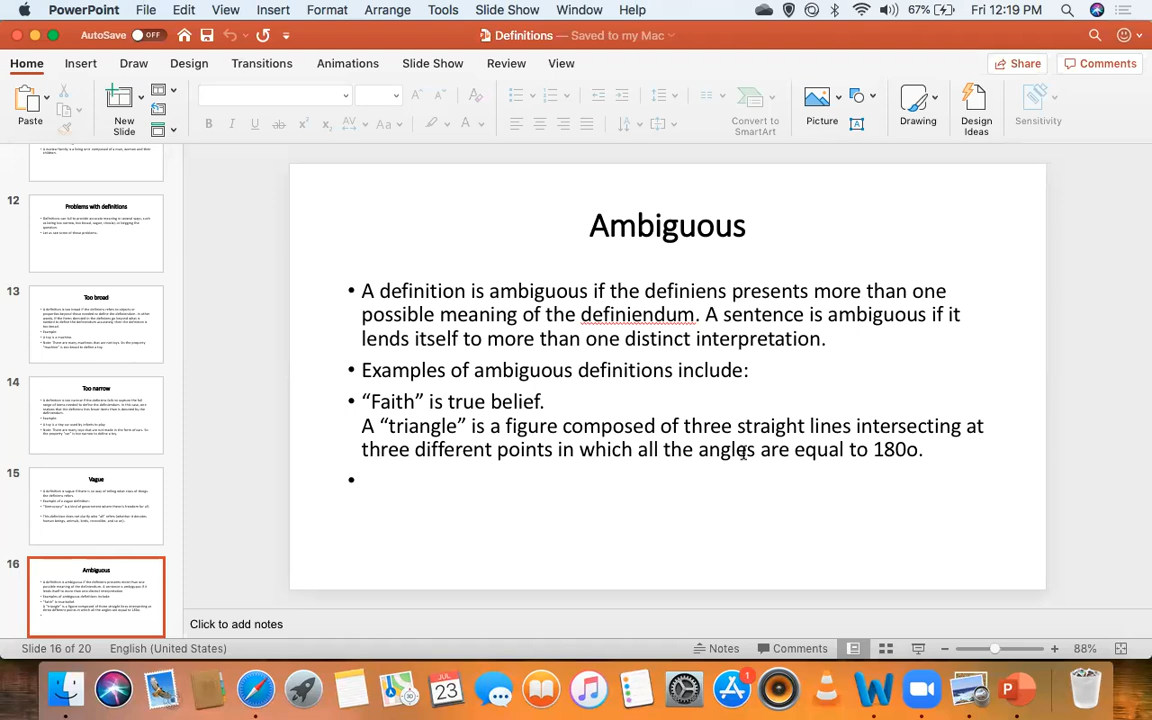 PowerPoint File Edit View Insert Format Arrange Tools Slide Show Window Help 67% Fri 12:19 PM
AutoSave OFF Definitions — Saved to my Mac
Home Insert Draw Design Transitions Animations Slide Show Review View Share Comments
Paste New Slide Convert to SmartArt Picture Drawing Design Ideas Sensitivity
12
Problems with definitions
13
Too broad
14
Too narrow
15
Vague
16
Ambiguous
Ambiguous
• A definition is ambiguous if the definiens presents more than one
possible meaning of the definiendum. A sentence is ambiguous if it
lends itself to more than one distinct interpretation.
• Examples of ambiguous definitions include:
• “Faith” is true belief.
A “triangle” is a figure composed of three straight lines intersecting at
three different points in which all the angles are equal to 180o.
•
Click to add notes
Slide 16 of 20 English (United States) Notes Comments 88%
JUL
23
1